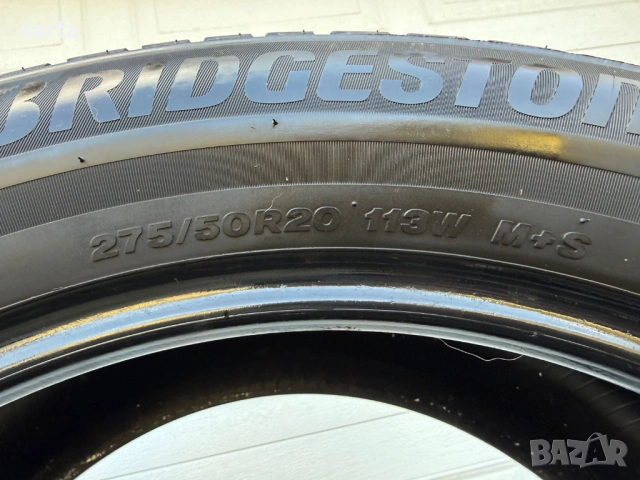 BRIDGESTON
275/50R20 113W M+S
BAZAR